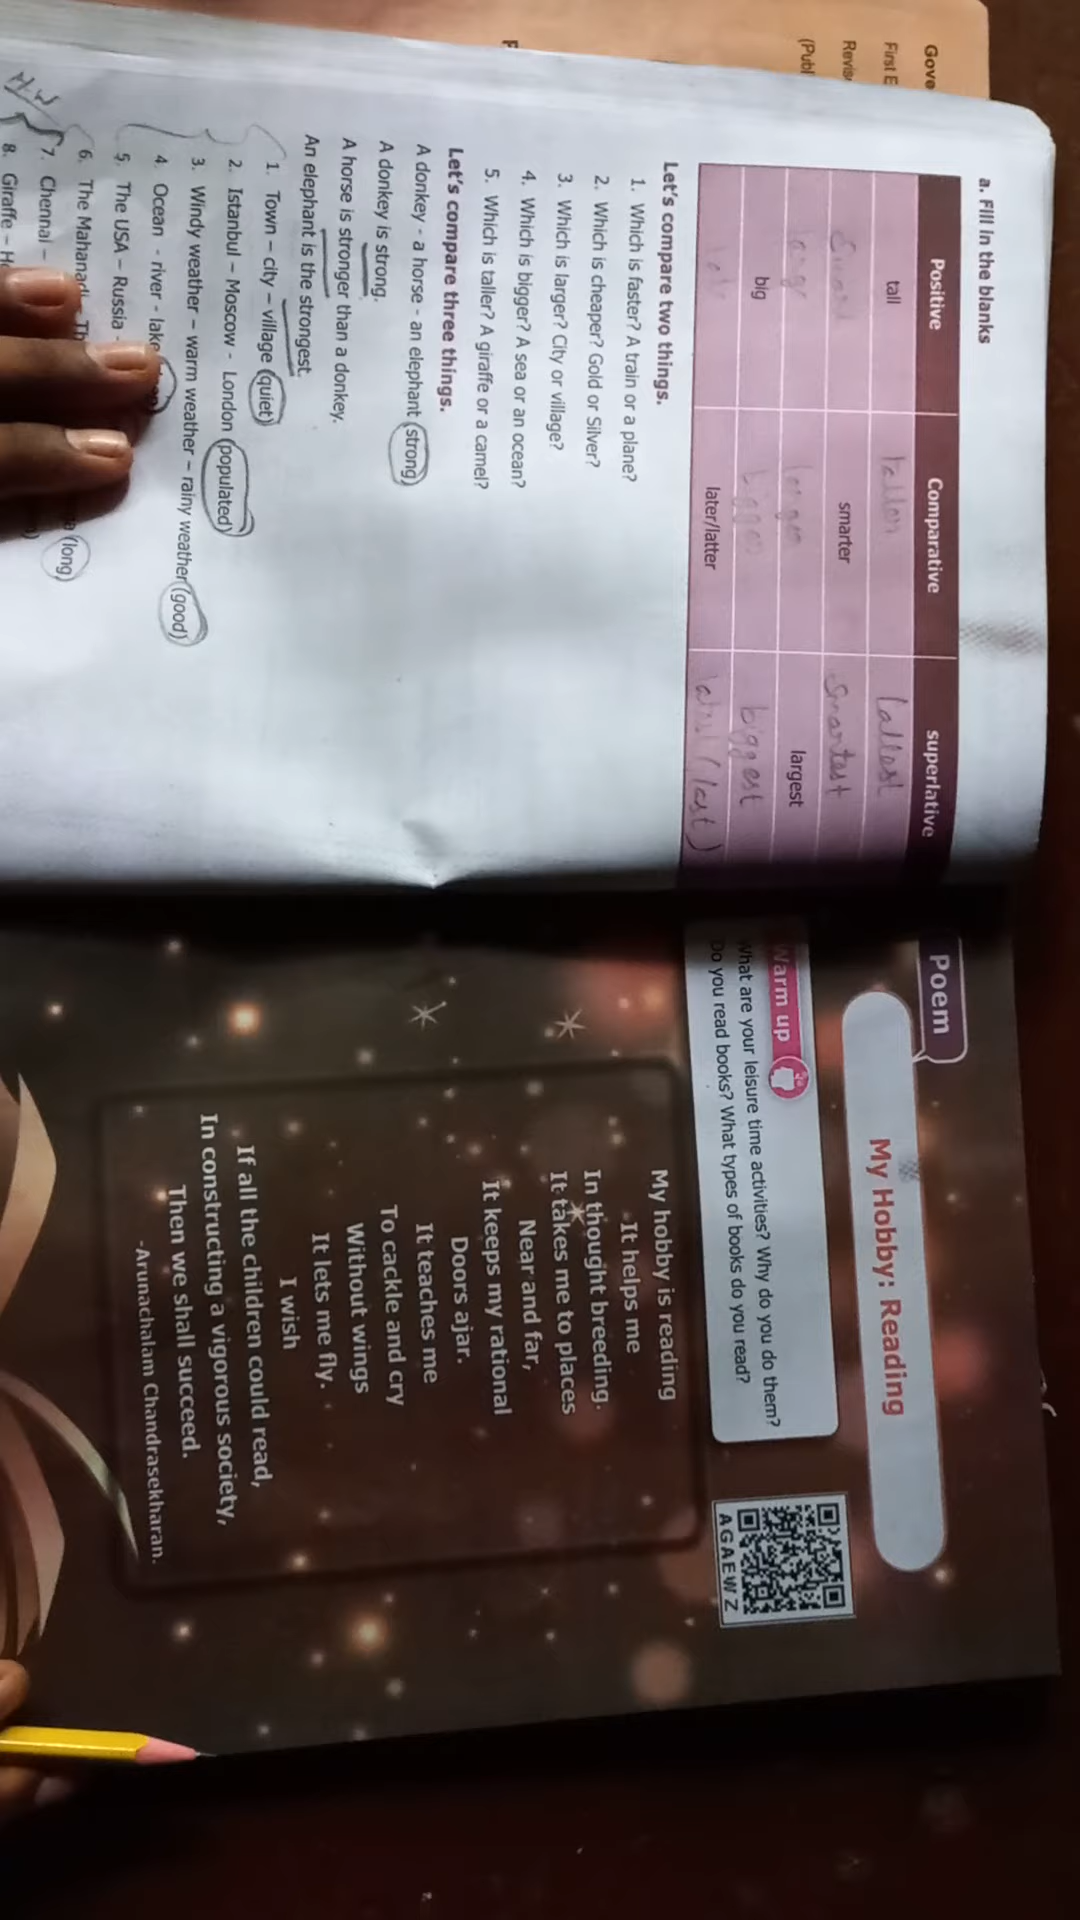 Gove
First E
Revis
(Publ
a. Fill in the blanks
Positive Comparative superlative
tall taller tallest
Smart smarter Smartest
large larger largest
big bigger biggest
late later/latter latest (last)
Let's compare two things.
1. Which is faster? A train or a plane?
2. Which is cheaper? Gold or Silver?
3. Which is larger? City or village?
4. Which is bigger? A sea or an ocean?
5. Which is taller? A giraffe or a camel?
Let's compare three things.
A donkey - a horse - an elephant (strong)
A donkey is strong.
A horse is stronger than a donkey.
An elephant is the strongest.
1. Town – city – village (quiet)
2. Istanbul – Moscow - London (populated)
3. Windy weather – warm weather – rainy weather (good)
4. Ocean - river - lake
5. The USA – Russia -
6. The Mahanadi – Th (long)
H.W
7. Chennai –
8. Giraffe – H
Poem
My Hobby: Reading
Warm up
What are your leisure time activities? Why do you do them?
Do you read books? What types of books do you read?
AGAEWZ
My hobby is reading
It helps me
In thought breeding.
It takes me to places
Near and far,
It keeps my rational
Doors ajar.
It teaches me
To cackle and cry
Without wings
It lets me fly.
I wish
If all the children could read,
In constructing a vigorous society,
Then we shall succeed.
-Arunachalam Chandrasekharan.